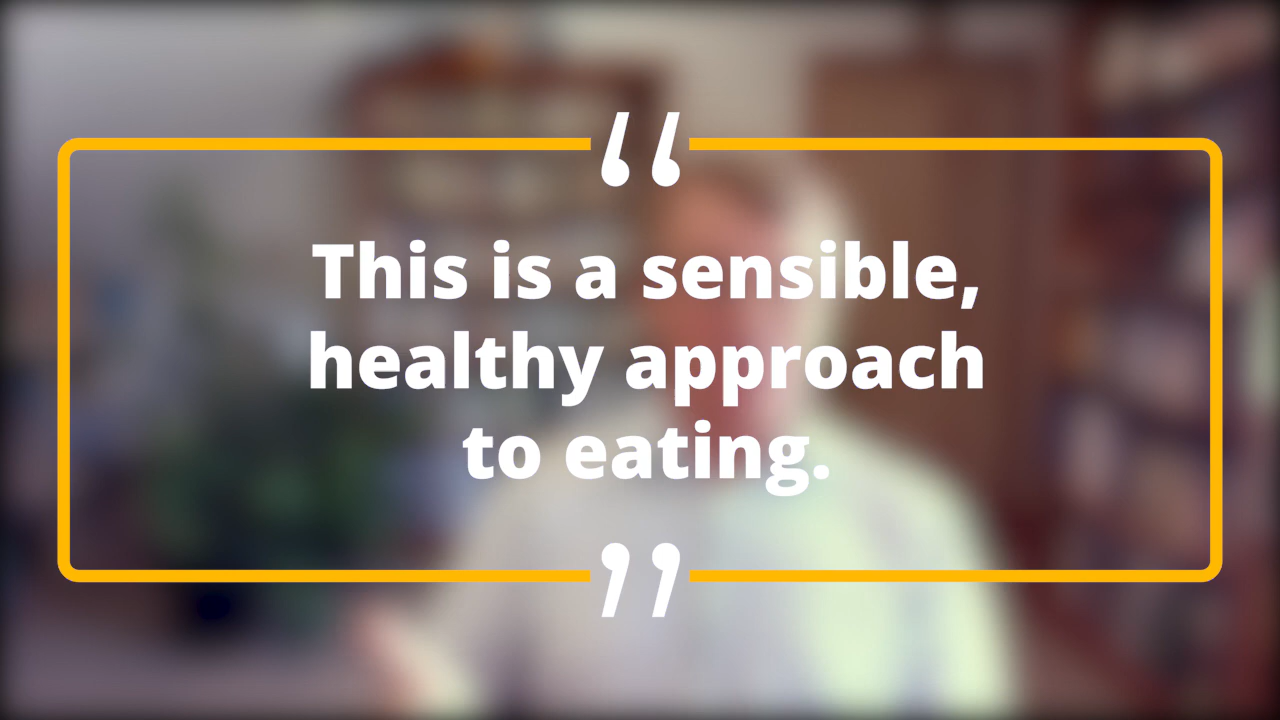 “
This is a sensible,
healthy approach
to eating.
”